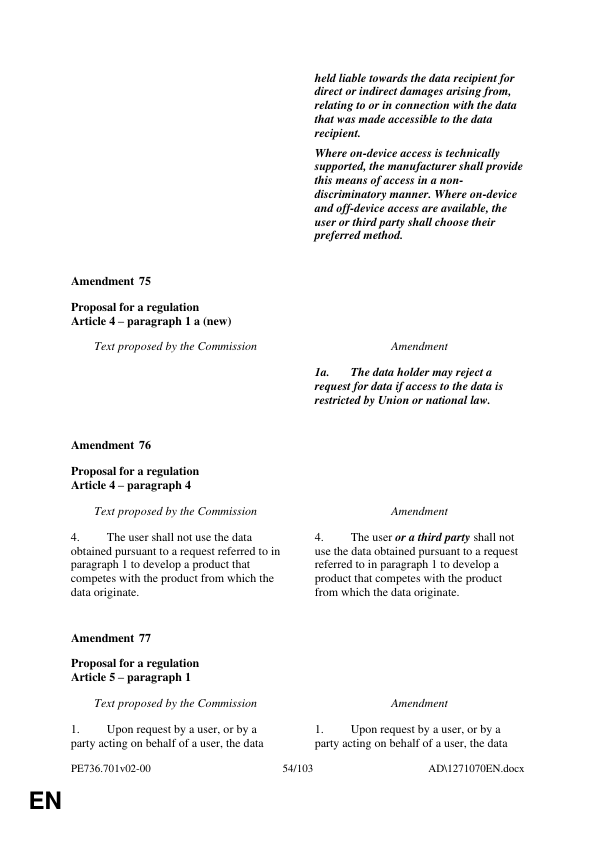 held liable towards the data recipient for
direct or indirect damages arising from,
relating to or in connection with the data
that was made accessible to the data
recipient.
Where on-device access is technically
supported, the manufacturer shall provide
this means of access in a non-
discriminatory manner. Where on-device
and off-device access are available, the
user or third party shall choose their
preferred method.
Amendment 75
Proposal for a regulation
Article 4 – paragraph 1 a (new)
Text proposed by the Commission
Amendment
1a. The data holder may reject a
request for data if access to the data is
restricted by Union or national law.
Amendment 76
Proposal for a regulation
Article 4 – paragraph 4
Text proposed by the Commission
Amendment
4. The user shall not use the data
obtained pursuant to a request referred to in
paragraph 1 to develop a product that
competes with the product from which the
data originate.
4. The user or a third party shall not
use the data obtained pursuant to a request
referred to in paragraph 1 to develop a
product that competes with the product
from which the data originate.
Amendment 77
Proposal for a regulation
Article 5 – paragraph 1
Text proposed by the Commission
Amendment
1. Upon request by a user, or by a
party acting on behalf of a user, the data
1. Upon request by a user, or by a
party acting on behalf of a user, the data
PE736.701v02-00
54/103
AD\1271070EN.docx
EN